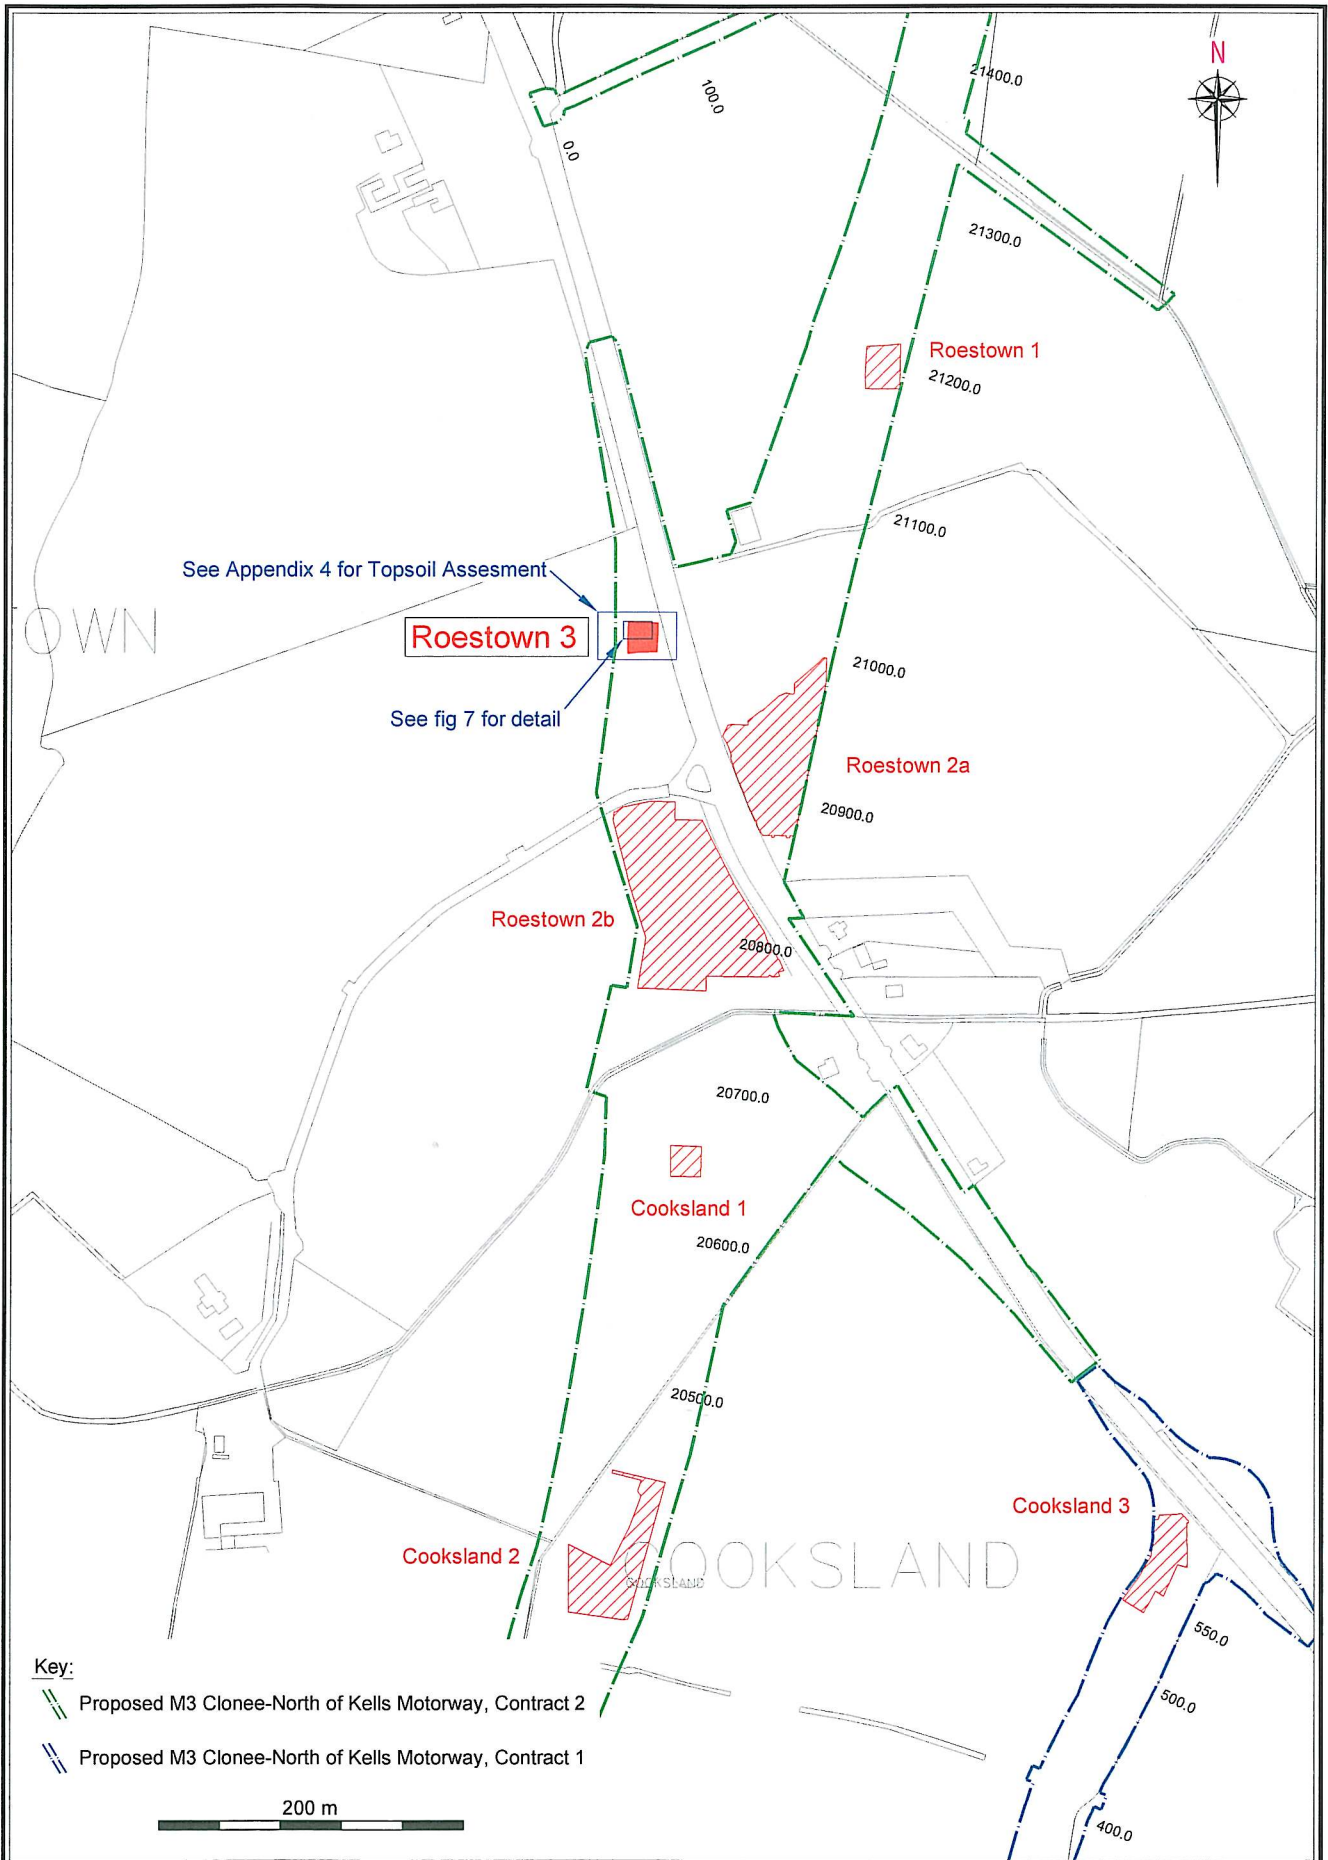 N
21400.0
100.0
0.0
21300.0
Roestown 1
21200.0
21100.0
See Appendix 4 for Topsoil Assesment
OWN
Roestown 3
21000.0
See fig 7 for detail
Roestown 2a
20900.0
Roestown 2b
20800.0
20700.0
Cooksland 1
20600.0
20500.0
Cooksland 3
Cooksland 2
COOKSLAND
COOKSLAND
550.0
Key:
500.0
Proposed M3 Clonee-North of Kells Motorway, Contract 2
Proposed M3 Clonee-North of Kells Motorway, Contract 1
200 m
400.0